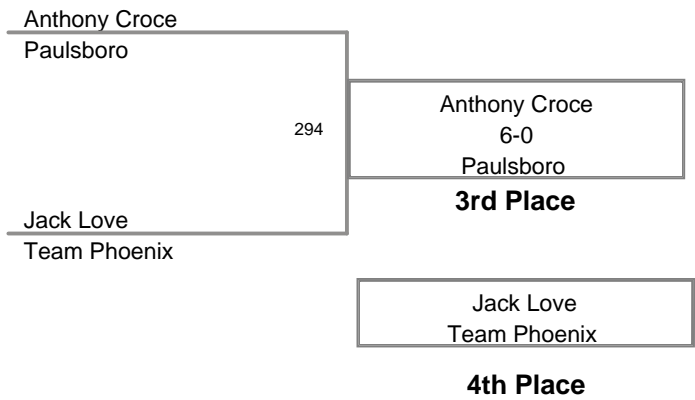 Anthony Croce
Paulsboro
294
Anthony Croce
6-0
Paulsboro
3rd Place
Jack Love
Team Phoenix
Jack Love
Team Phoenix
4th Place